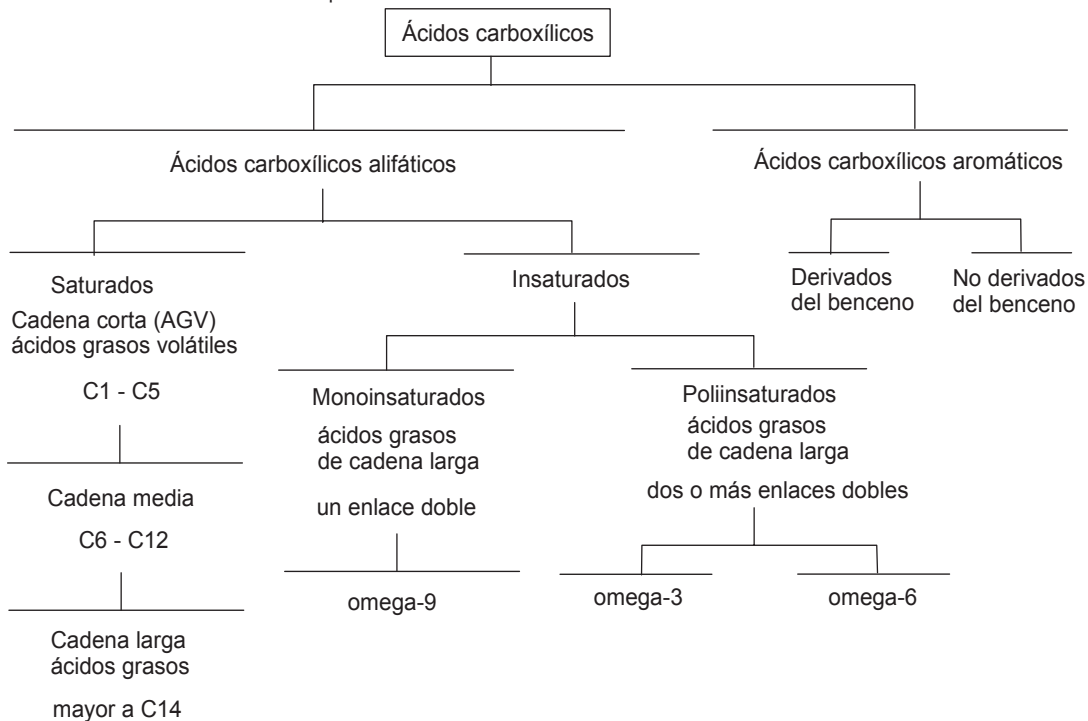 Ácidos carboxílicos
Ácidos carboxílicos alifáticos
Ácidos carboxílicos aromáticos
Saturados
Cadena corta (AGV)
ácidos grasos volátiles
C1 - C5
Cadena media
C6 - C12
Cadena larga
ácidos grasos
mayor a C14
Insaturados
Monoinsaturados
ácidos grasos
de cadena larga
un enlace doble
omega-9
Poliinsaturados
ácidos grasos
de cadena larga
dos o más enlaces dobles
omega-3
omega-6
Derivados
del benceno
No derivados
del benceno